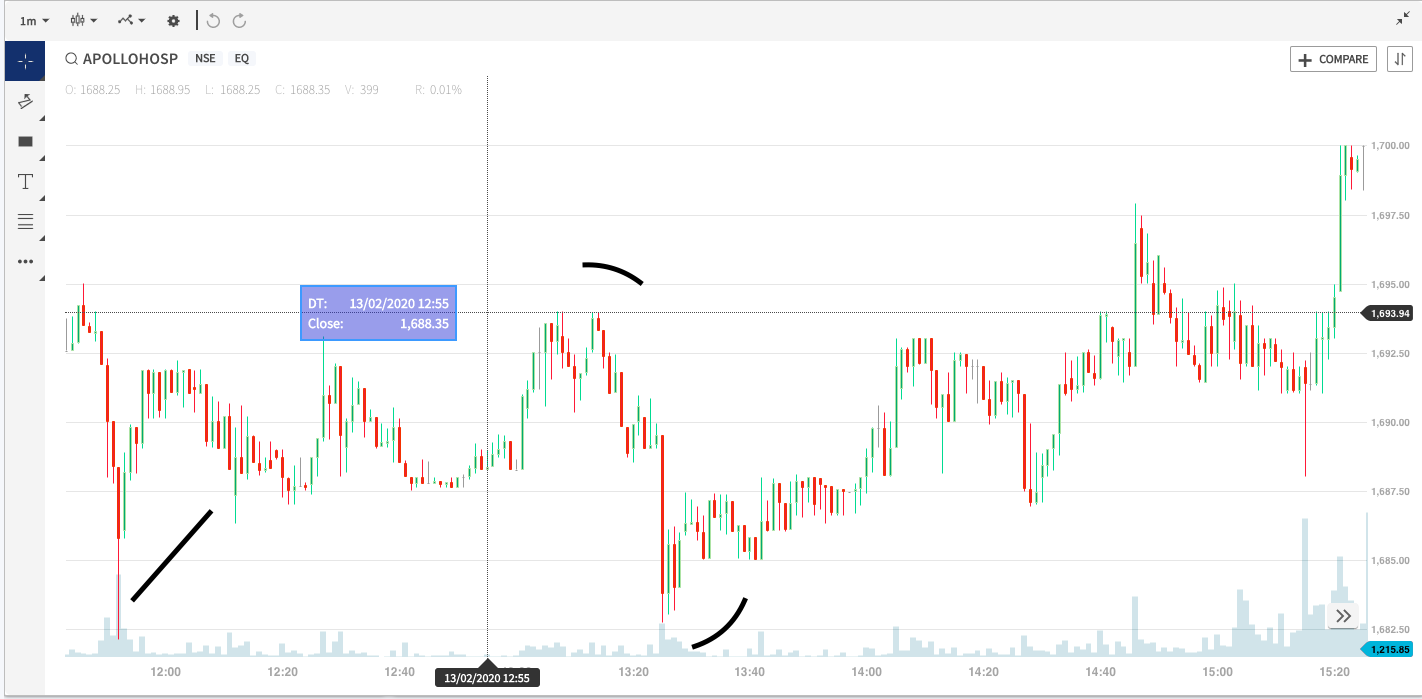 1m
APOLLOHOSP NSE EQ
COMPARE
O: 1688.25 H: 1688.95 L: 1688.25 C: 1688.35 V: 399 R: 0.01%
1,700.00
1,697.50
1,695.00
DT: 13/02/2020 12:55
1,693.94
Close: 1,688.35
1,692.50
1,690.00
1,687.50
1,685.00
1,682.50
1,215.85
12:00 12:20 12:40 13:20 13:40 14:00 14:20 14:40 15:00 15:20
13/02/2020 12:55